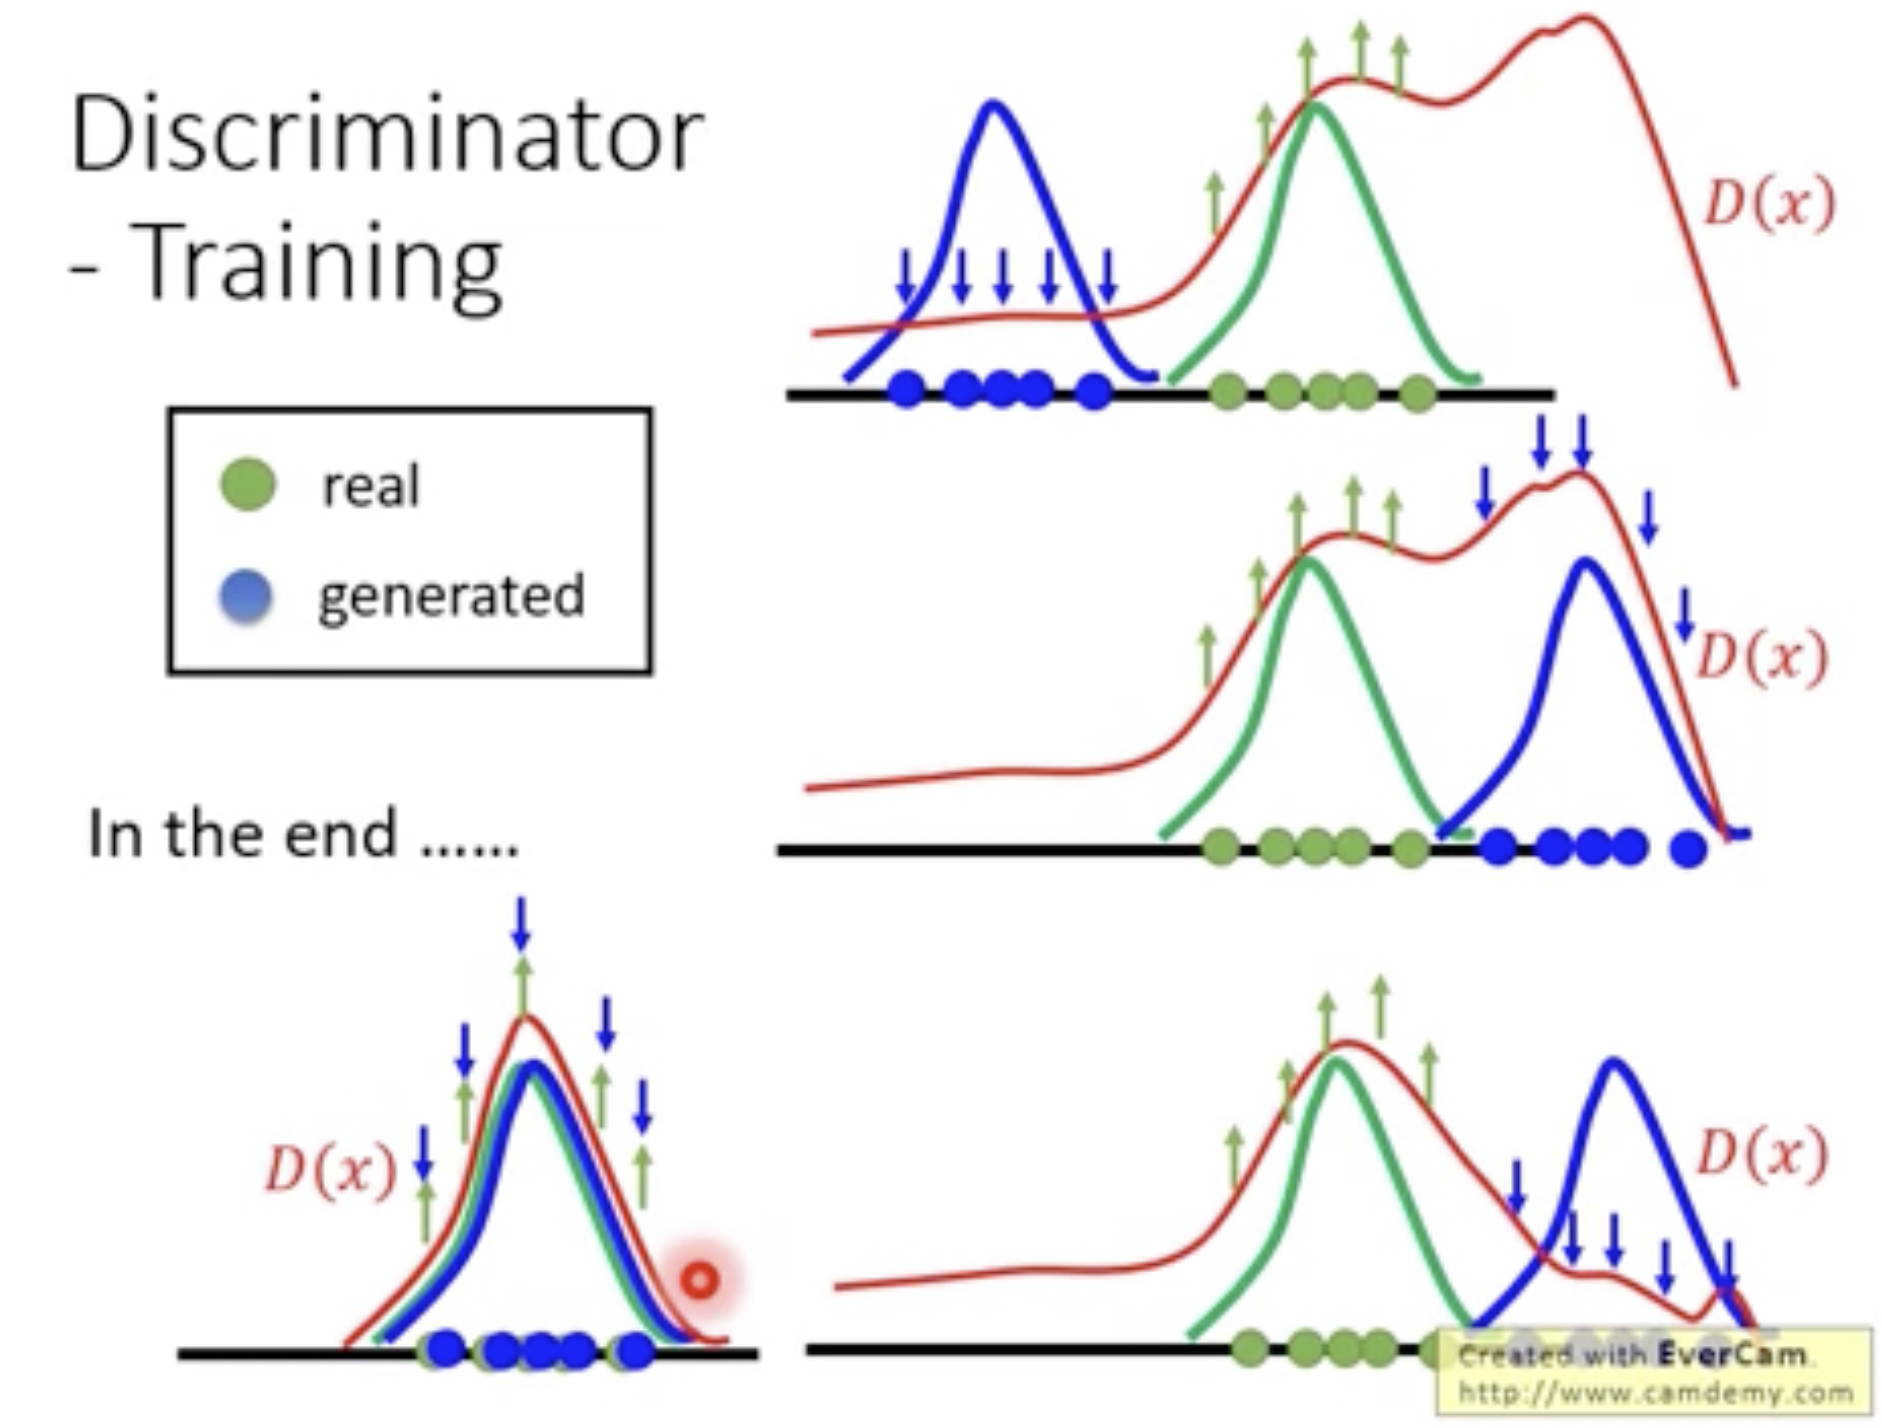 Discriminator
- Training
real
generated
In the end ......
D(x)
D(x)
D(x)
D(x)
Created with EverCam.
http://www.camdemy.com